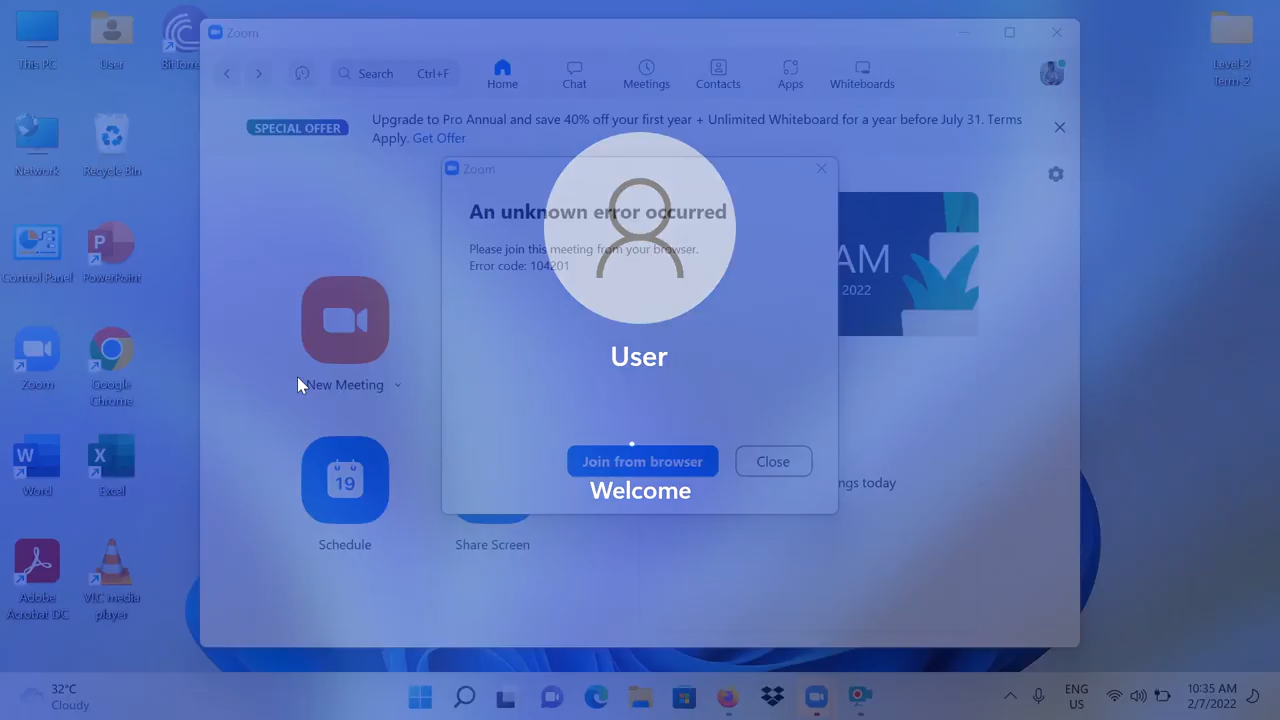 This PC
User
BitTorre
Level-2
Term-2
Network
Recycle Bin
Control Panel
PowerPoint
Zoom
Google
Chrome
Word
Excel
Adobe
Acrobat DC
VLC media
player
Zoom
Search
Ctrl+F
Home
Chat
Meetings
Contacts
Apps
Whiteboards
SPECIAL OFFER
Upgrade to Pro Annual and save 40% off your first year + Unlimited Whiteboard for a year before July 31. Terms
Apply. Get Offer
Zoom
An unknown error occurred
Please join this meeting from your browser.
Error code: 104201
AM
2022
New Meeting
User
Join from browser
Close
Welcome
ngs today
19
Schedule
Share Screen
32°C
Cloudy
ENG
US
10:35 AM
2/7/2022